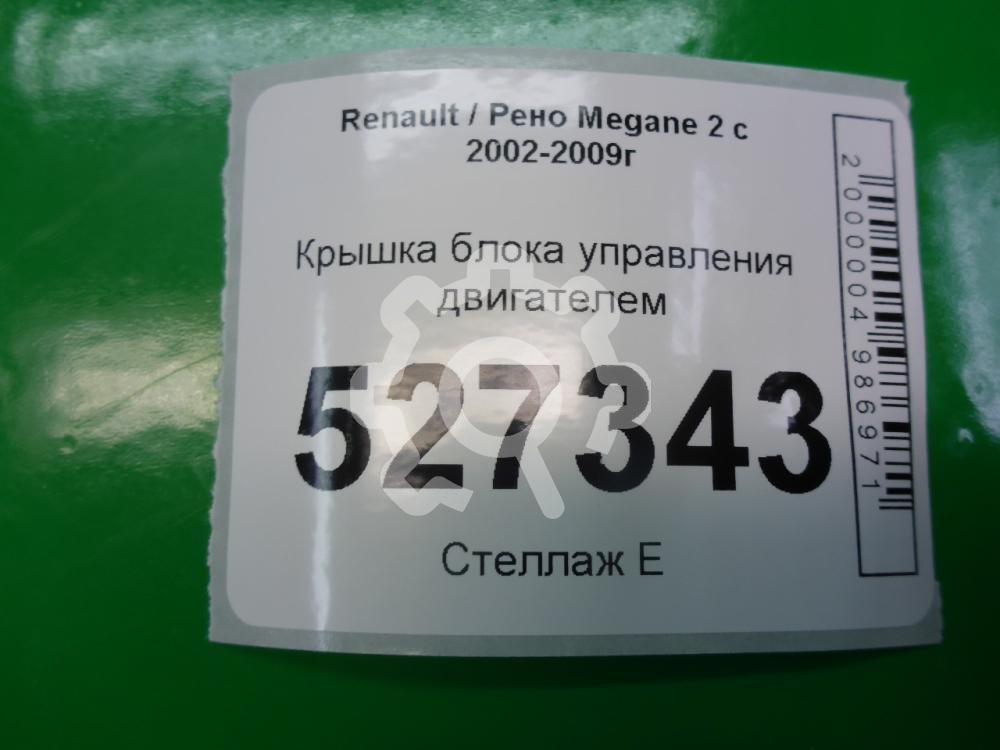 Renault / Рено Megane 2 с
2002-2009г
Крышка блока управления
двигателем
527343
Стеллаж Е
2000004986971